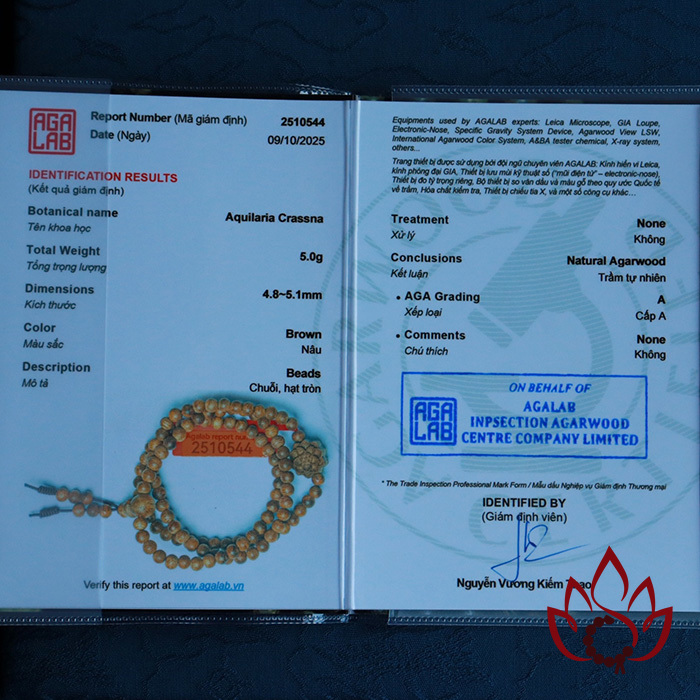 AGA
LAB
Report Number (Mã giám định) 2510544
Date (Ngày) 09/10/2025
IDENTIFICATION RESULTS
(Kết quả giám định)
Botanical name Aquilaria Crassna
Tên khoa học
Total Weight 5.0g
Tổng trọng lượng
Dimensions 4.8~5.1mm
Kích thước
Color Brown
Màu sắc Nâu
Description Beads
Mô tả Chuỗi, hạt tròn
Agalab report num
2510544
Verify this report at www.agalab.vn
Equipments used by AGALAB experts: Leica Microscope, GIA Loupe,
Electronic-Nose, Specific Gravity System Device, Agarwood View LSW,
International Agarwood Color System, A&BA tester chemical, X-ray system,
others...
Trang thiết bị được sử dụng bởi đội ngũ chuyên viên AGALAB: Kính hiển vi Leica,
kính phóng đại GIA, Thiết bị lưu mùi kỹ thuật số ("mũi điện tử" – electronic-nose),
Thiết bị đo tỷ trọng riêng, Bộ thiết bị so vân dầu và màu gỗ theo quy ước Quốc tế
về trầm, Hóa chất kiểm tra, Thiết bị chiếu tia X, và một số công cụ khác...
Treatment None
Xử lý Không
Conclusions Natural Agarwood
Kết luận Trầm tự nhiên
• AGA Grading A
Xếp loại Cấp A
• Comments None
Chú thích Không
AGA
LAB
ON BEHALF OF
AGALAB
INPSECTION AGARWOOD
CENTRE COMPANY LIMITED
* The Trade Inspection Professional Mark Form / Mẫu dấu Nghiệp vụ Giám định Thương mại
IDENTIFIED BY
(Giám định viên)
Nguyễn Vương Kiếm Thao